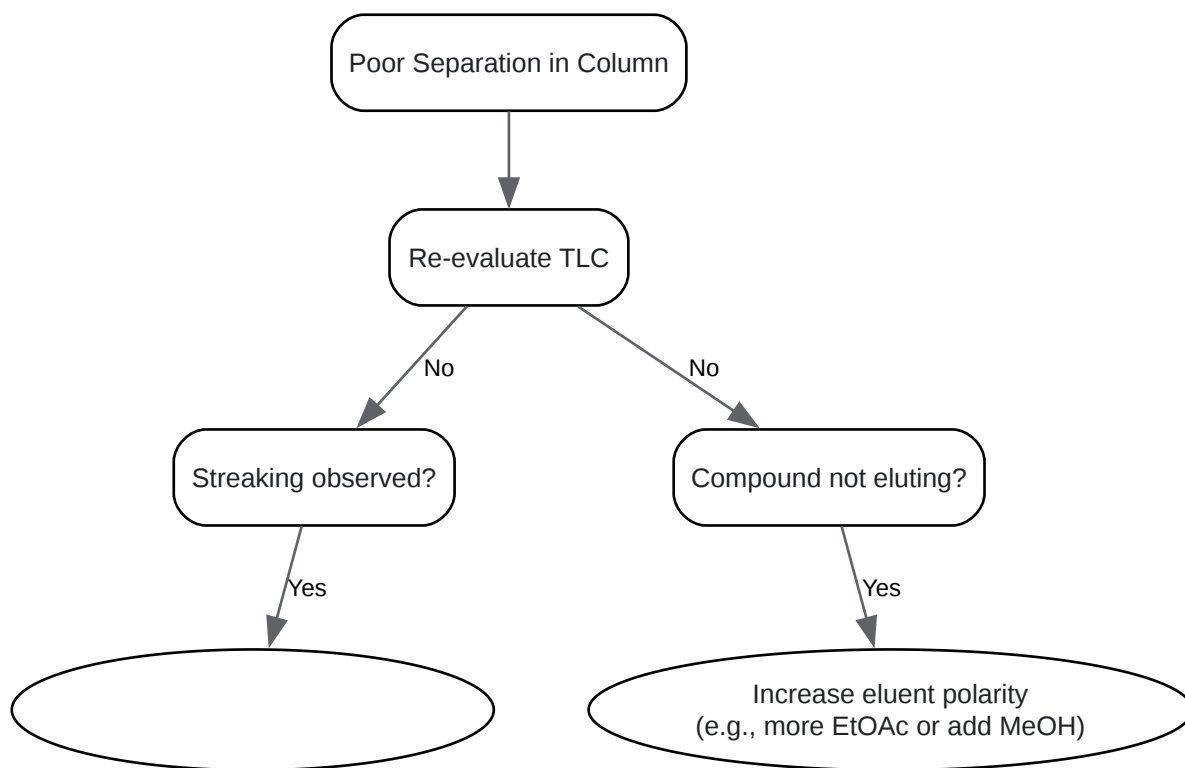 Poor Separation in Column
Re-evaluate TLC
No
No
Streaking observed?
Compound not eluting?
Yes
Yes
Increase eluent polarity
(e.g., more EtOAc or add MeOH)